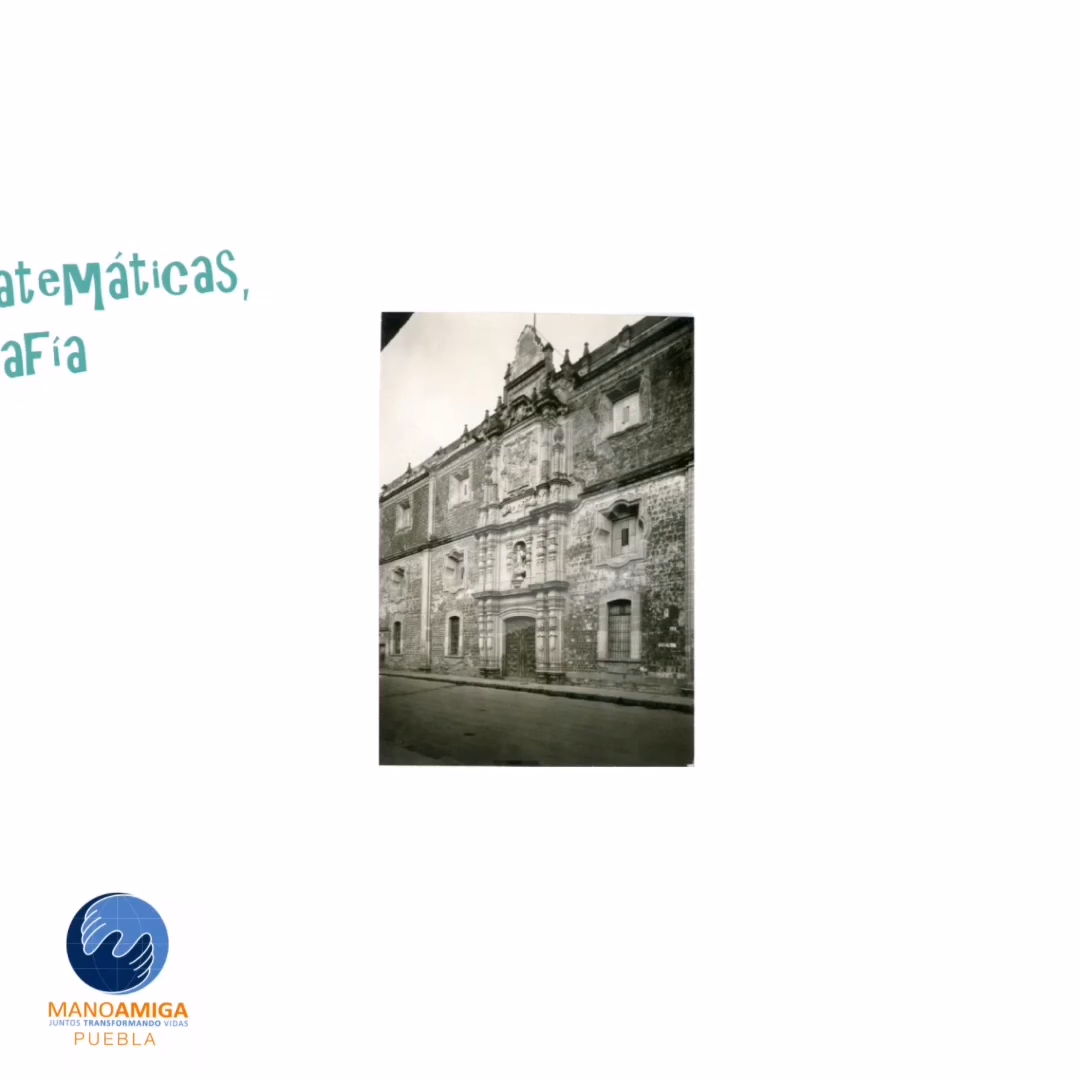 ateMáticas,
aFía
MANOAMIGA
JUNTOS TRANSFORMANDO VIDAS
PUEBLA